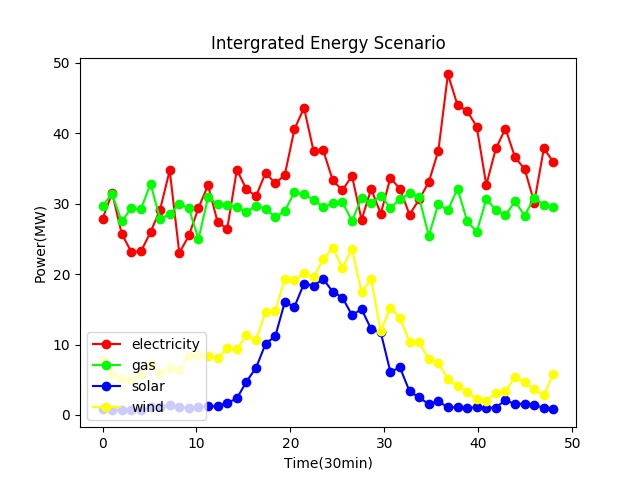 Intergrated Energy Scenario
Power(MW)
50
40
30
20
10
0
electricity
gas
solar
wind
0 10 20 30 40 50
Time(30min)